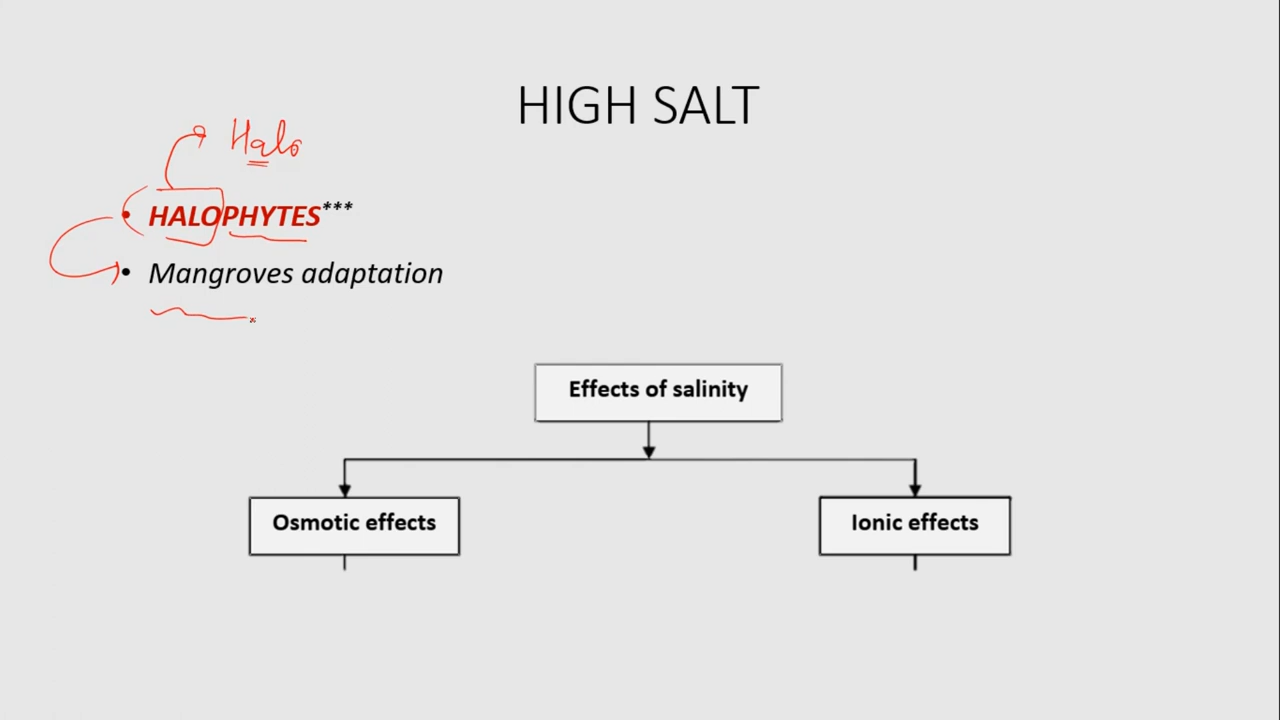 HIGH SALT
Halo
• HALOPHYTES***
• Mangroves adaptation
Effects of salinity
Osmotic effects
Ionic effects